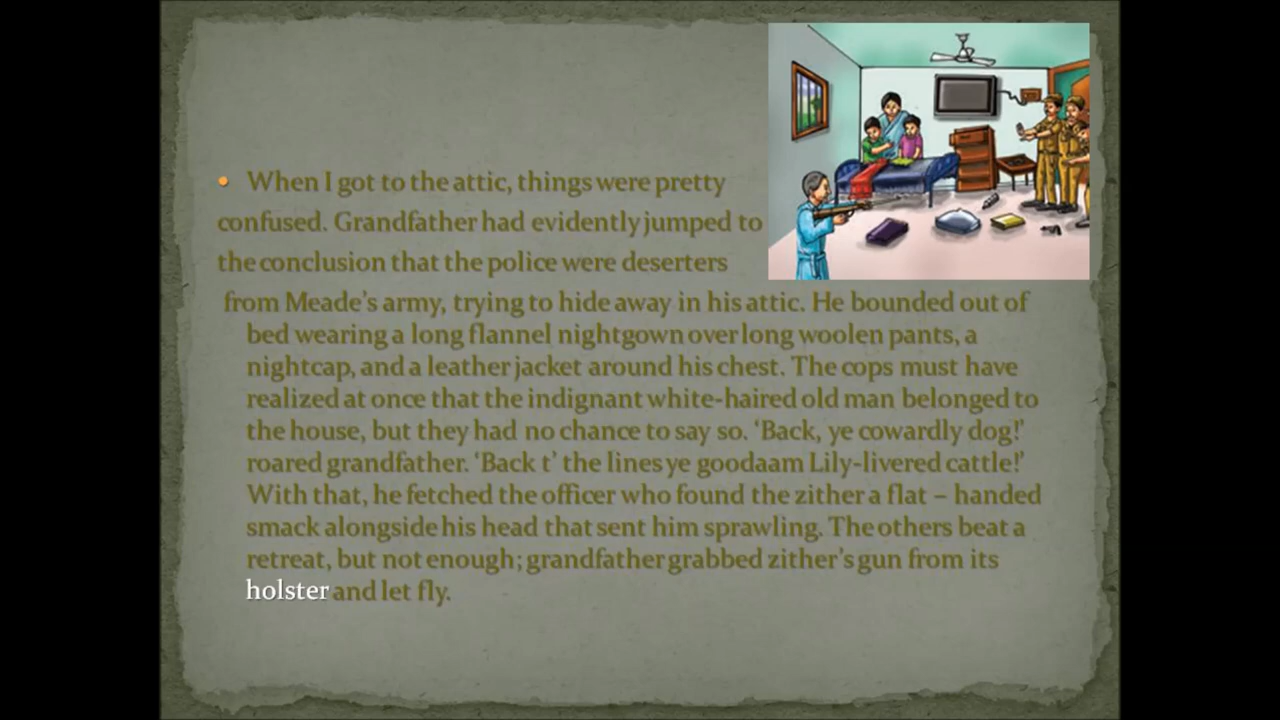 • When I got to the attic, things were pretty
confused. Grandfather had evidently jumped to
the conclusion that the police were deserters
from Meade's army, trying to hide away in his attic. He bounded out of
bed wearing a long flannel nightgown over long woolen pants, a
nightcap, and a leather jacket around his chest. The cops must have
realized at once that the indignant white-haired old man belonged to
the house, but they had no chance to say so. ‘Back, ye cowardly dog!’
roared grandfather. ‘Back t’ the lines ye goodaam Lily-livered cattle!’
With that, he fetched the officer who found the zither a flat – handed
smack alongside his head that sent him sprawling. The others beat a
retreat, but not enough; grandfather grabbed zither’s gun from its
holster and let fly.